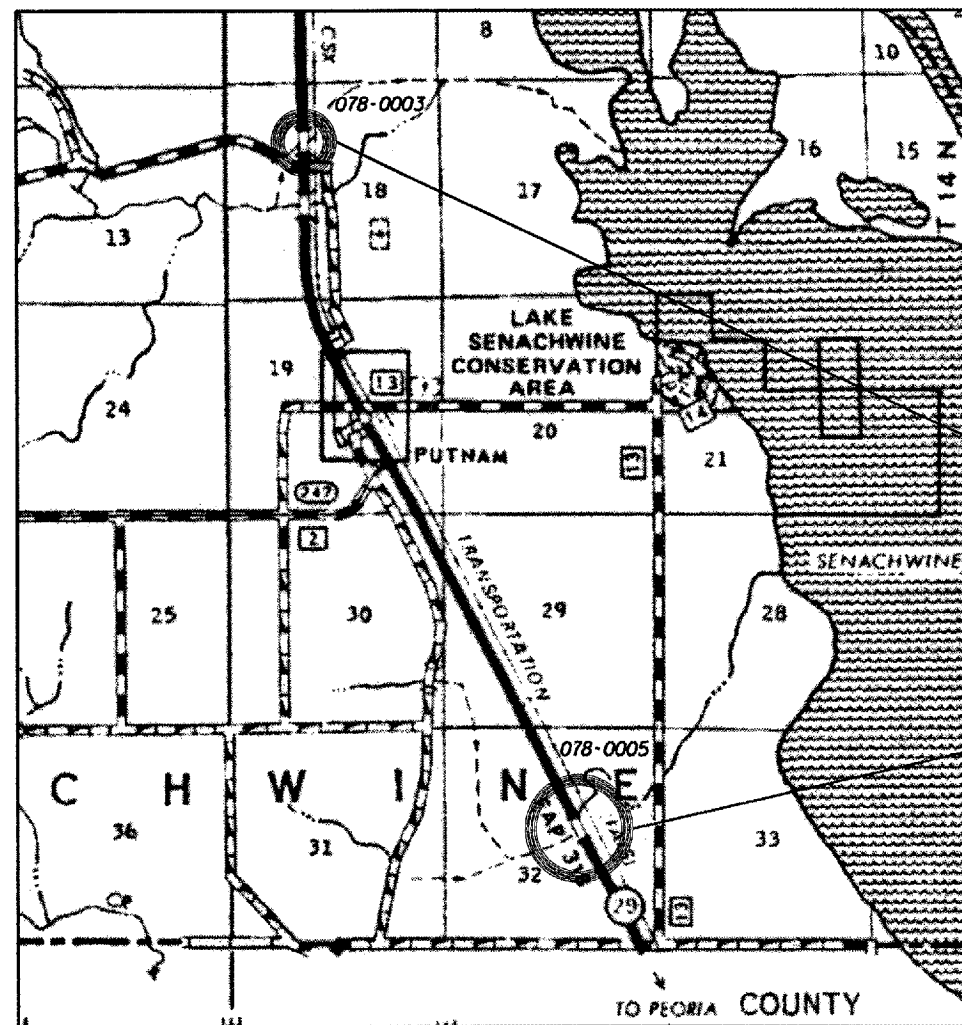 8
10
CSX
078-0003
16
15
18
17
T 14 N
13
LAKE
SENACHWINE
CONSERVATION
AREA
19
13
24
20
14
PUTNAM
13
21
247
2
TRANSPORTATION
SENACHWINE
25
30
29
28
078-0005
C H W I N E
36
31
32
33
29
13
TO PEORIA COUNTY